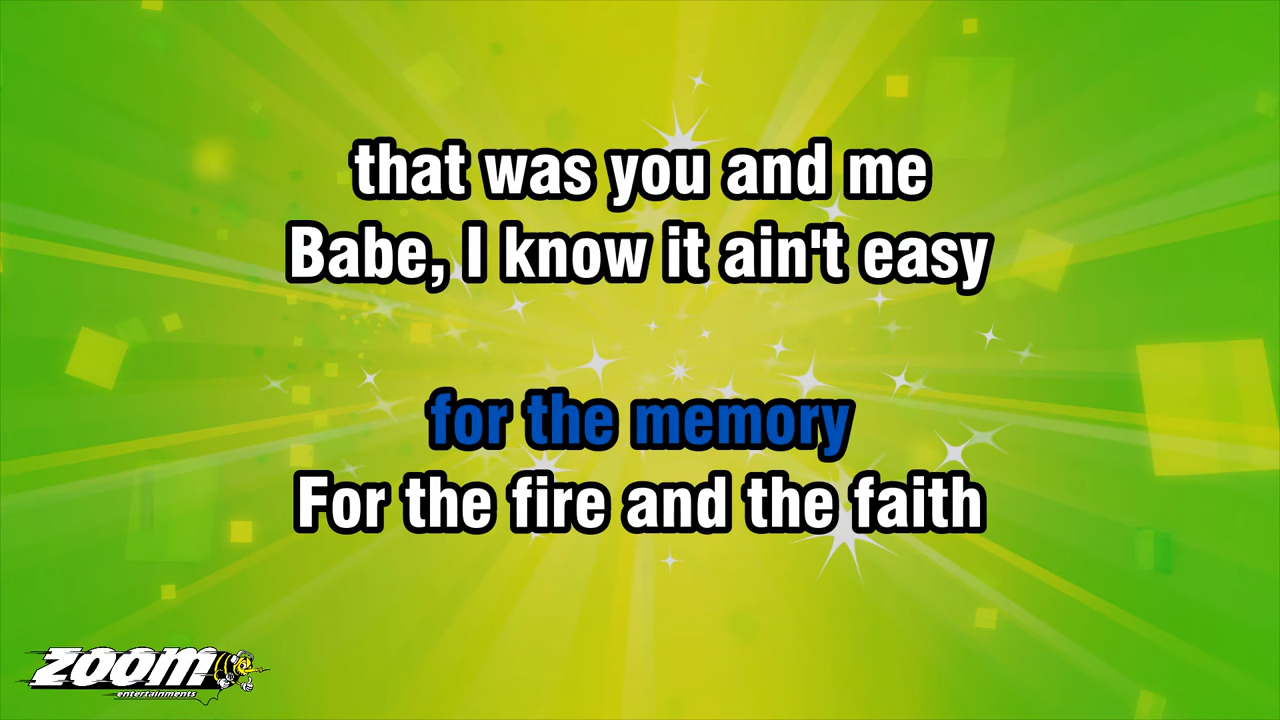 that was you and me
Babe, I know it ain't easy
for the memory
For the fire and the faith
ZOOM
entertainments